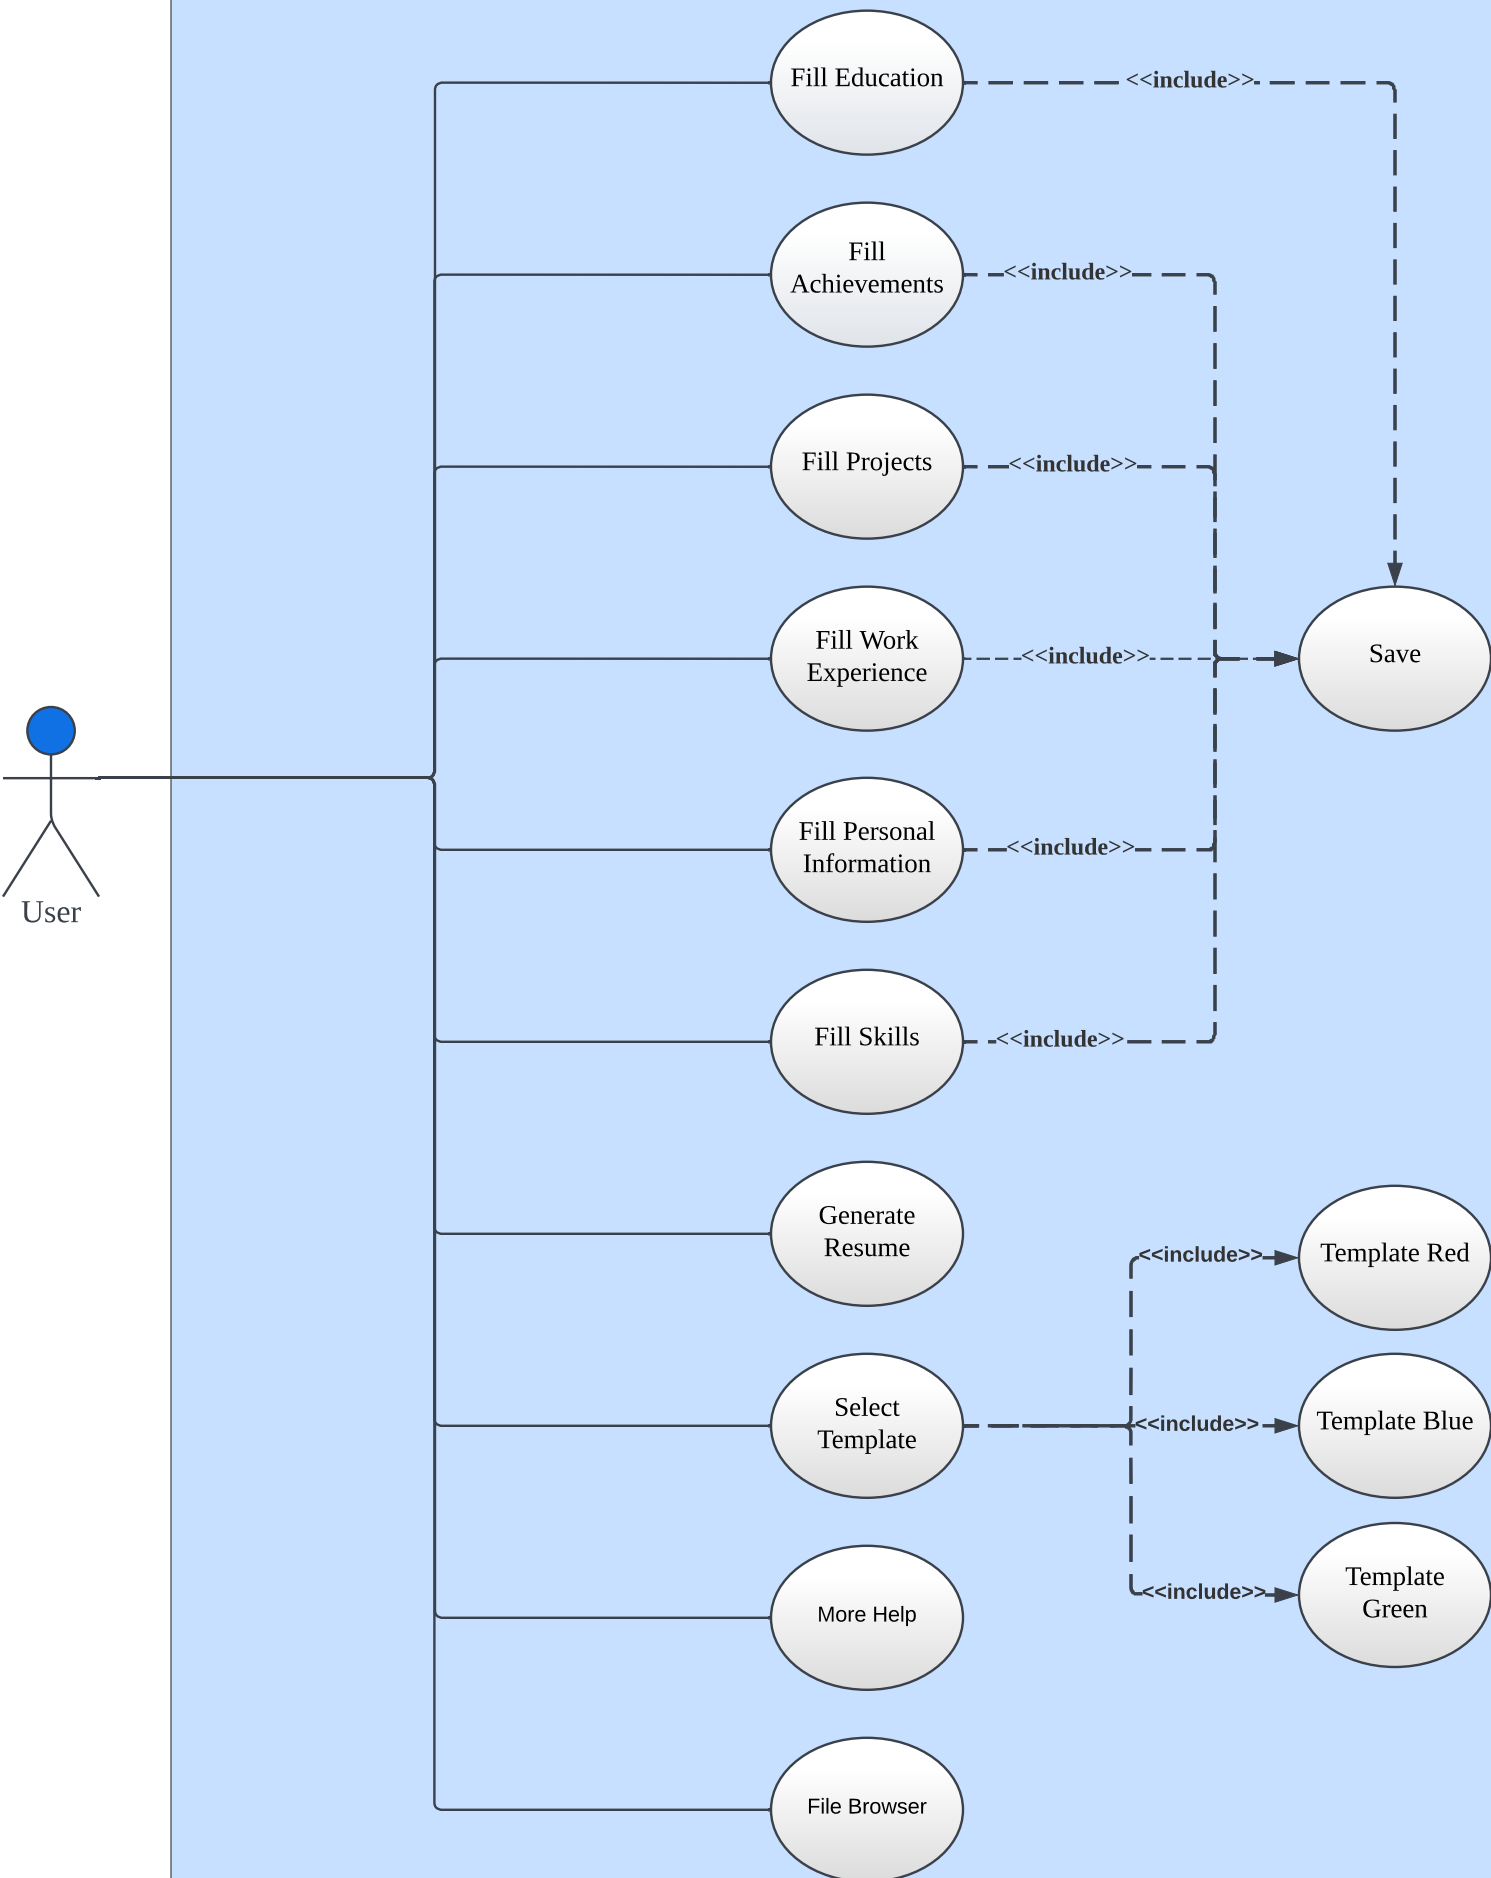 Fill Education
<<include>>
Fill
Achievements
<<include>>
Fill Projects
<<include>>
Fill Work
Experience
<<include>>
Save
User
Fill Personal
Information
<<include>>
Fill Skills
<<include>>
Generate
Resume
<<include>>
Template Red
Select
Template
<<include>>
Template Blue
<<include>>
Template
Green
More Help
File Browser